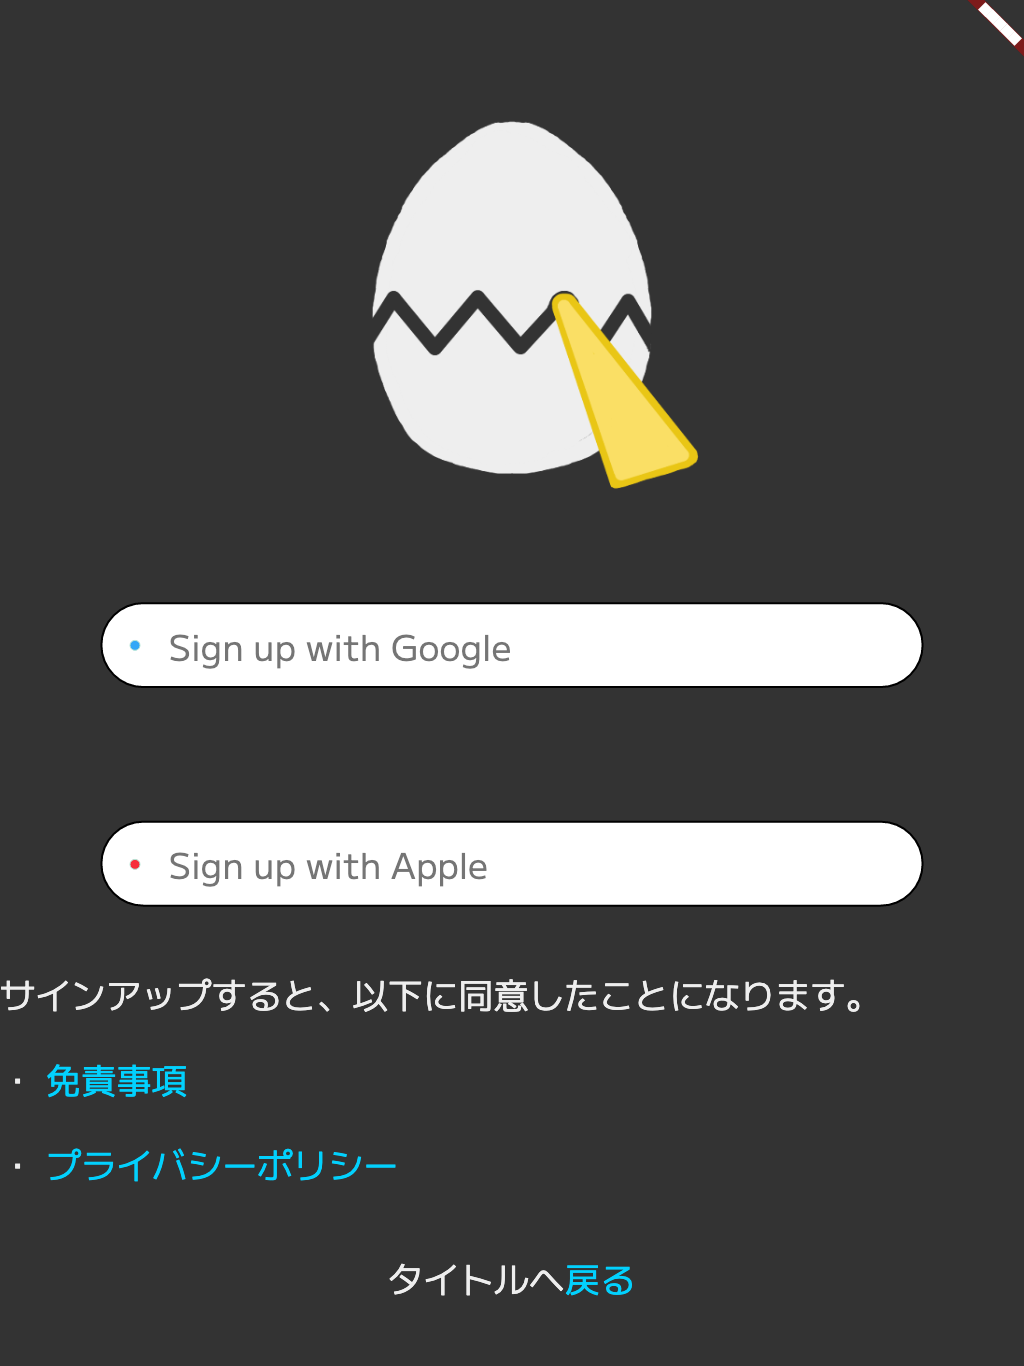 Sign up with Google
Sign up with Apple
サインアップすると、以下に同意したことになります。
・ 免責事項
・ プライバシーポリシー
タイトルへ戻る